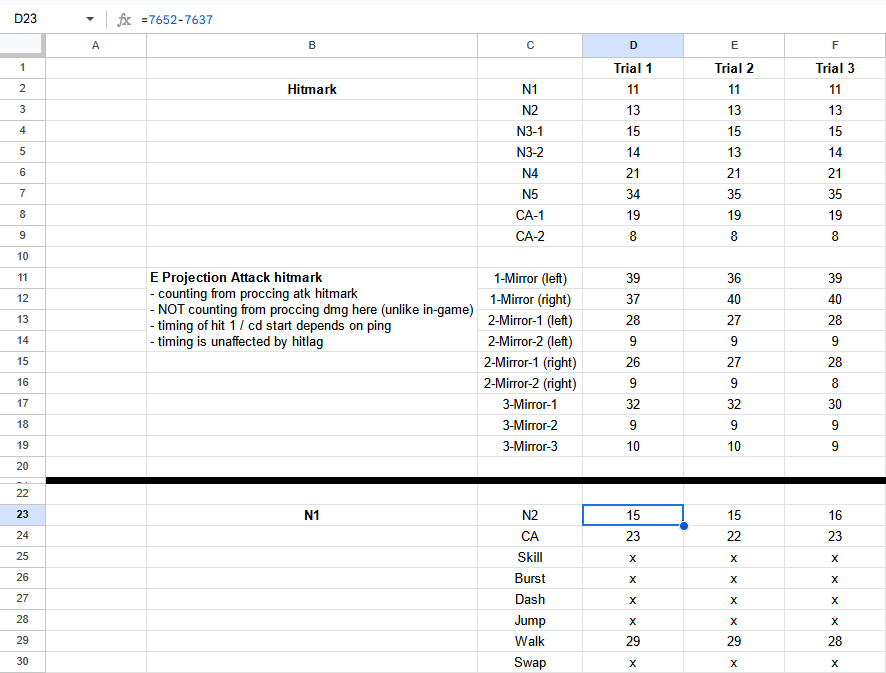 D23 fx =7652-7637
A B C D E F
1 Trial 1 Trial 2 Trial 3
2 Hitmark N1 11 11 11
3 N2 13 13 13
4 N3-1 15 15 15
5 N3-2 14 13 14
6 N4 21 21 21
7 N5 34 35 35
8 CA-1 19 19 19
9 CA-2 8 8 8
10
11 E Projection Attack hitmark 1-Mirror (left) 39 36 39
- counting from proccing atk hitmark
12 1-Mirror (right) 37 40 40
- NOT counting from proccing dmg here (unlike in-game)
13 2-Mirror-1 (left) 28 27 28
- timing of hit 1 / cd start depends on ping
14 2-Mirror-2 (left) 9 9 9
- timing is unaffected by hitlag
15 2-Mirror-1 (right) 26 27 28
16 2-Mirror-2 (right) 9 9 8
17 3-Mirror-1 32 32 30
18 3-Mirror-2 9 9 9
19 3-Mirror-3 10 10 9
20
22
23 N1 N2 15 15 16
24 CA 23 22 23
25 Skill x x x
26 Burst x x x
27 Dash x x x
28 Jump x x x
29 Walk 29 29 28
30 Swap x x x